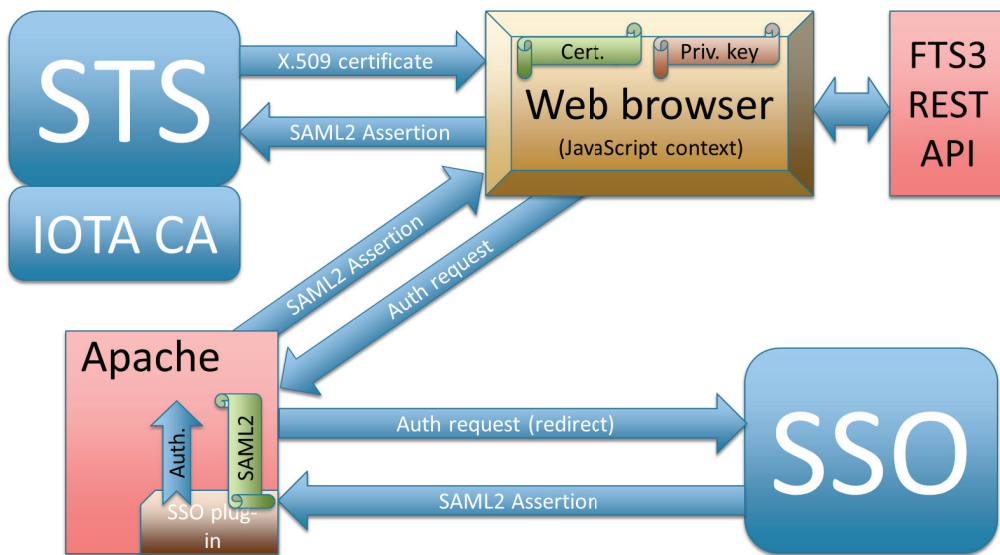 STS
IOTA CA
X.509 certificate
SAML2 Assertion
Cert.
Priv. key
Web browser
(JavaScript context)
FTS3
REST
API
SAML2 Assertion
Auth request
Apache
Auth.
SAML2
SSO plug-
in
Auth request (redirect)
SAML2 Assertion
SSO